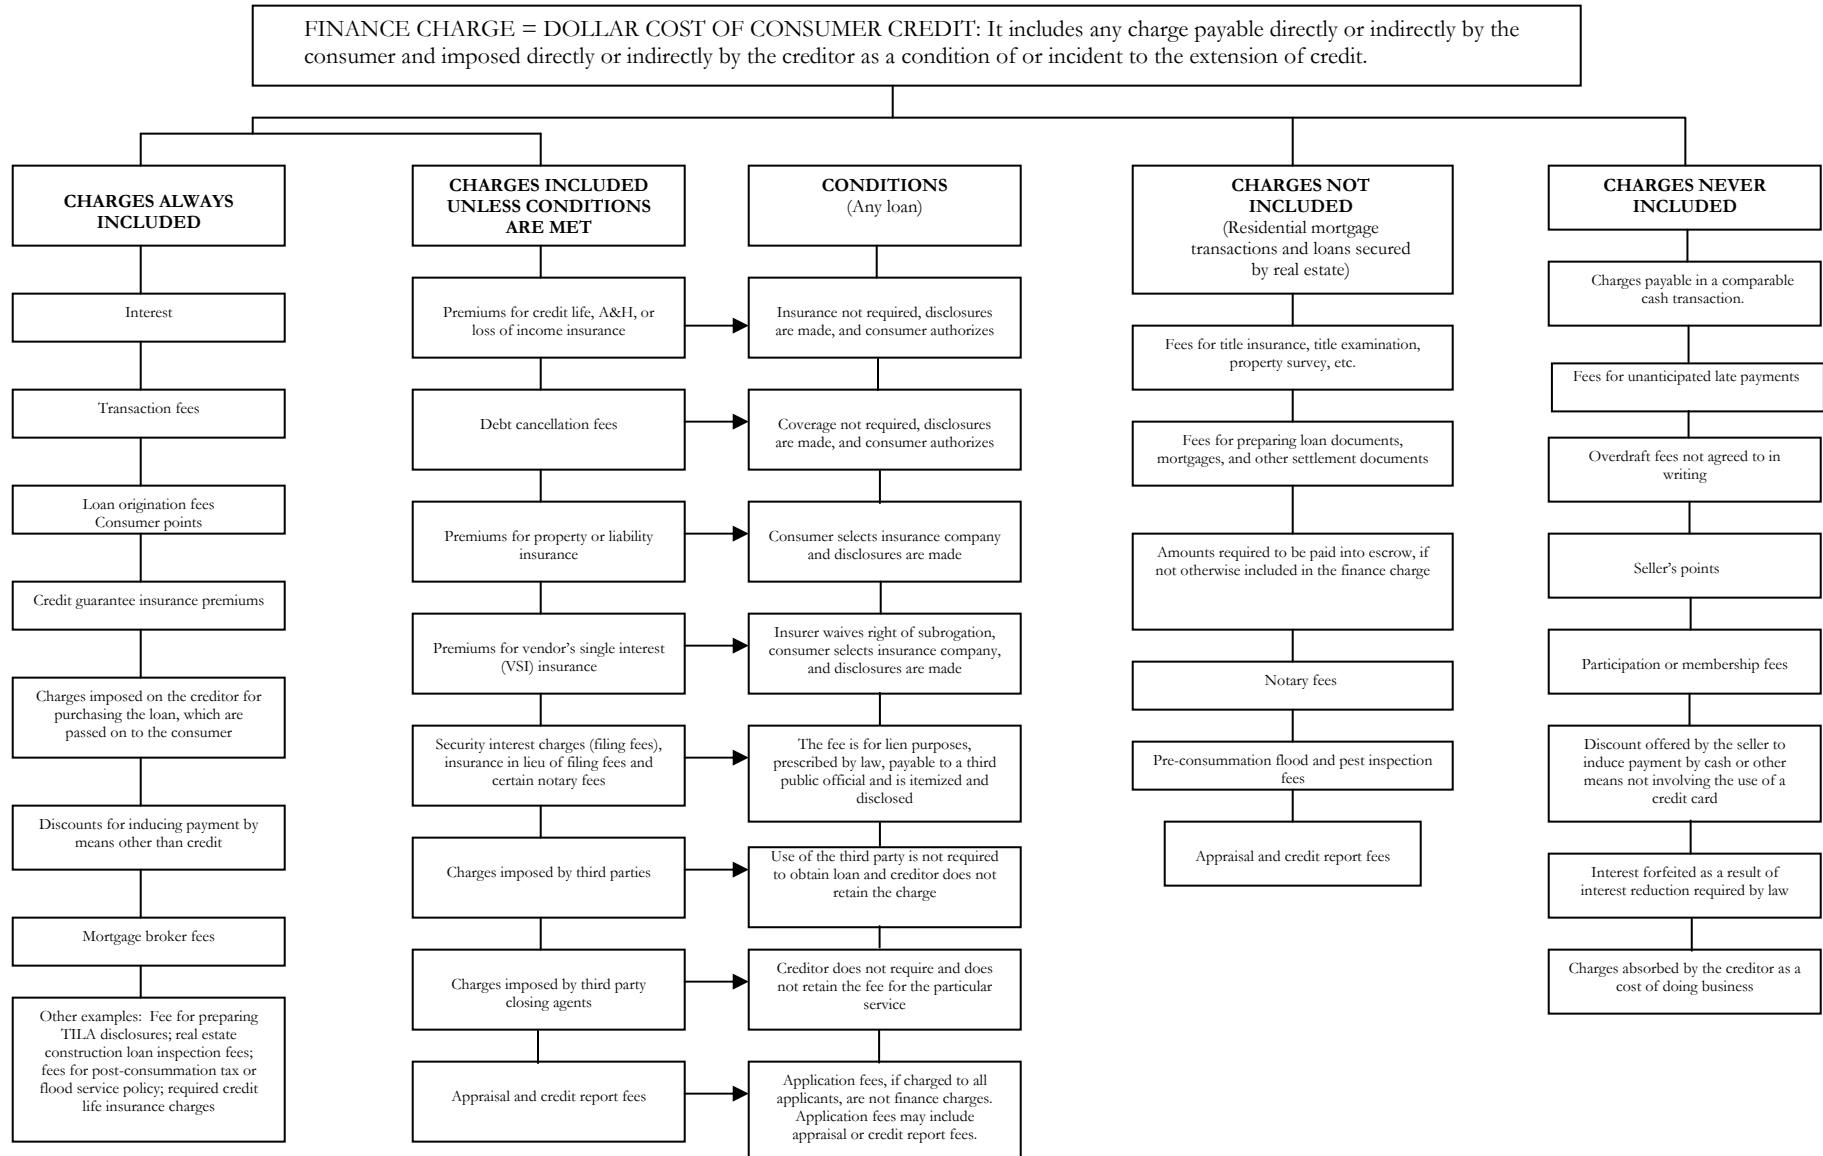 FINANCE CHARGE = DOLLAR COST OF CONSUMER CREDIT: It includes any charge payable directly or indirectly by the
consumer and imposed directly or indirectly by the creditor as a condition of or incident to the extension of credit.
CHARGES ALWAYS
INCLUDED
Interest
Transaction fees
Loan origination fees
Consumer points
Credit guarantee insurance premiums
Charges imposed on the creditor for
purchasing the loan, which are
passed on to the consumer
Discounts for inducing payment by
means other than credit
Mortgage broker fees
Other examples:  Fee for preparing
TILA disclosures; real estate
construction loan inspection fees;
fees for post-consummation tax or
flood service policy; required credit
life insurance charges
CHARGES INCLUDED
UNLESS CONDITIONS
ARE MET
Premiums for credit life, A&H, or
loss of income insurance
Debt cancellation fees
Premiums for property or liability
insurance
Premiums for vendor’s single interest
(VSI) insurance
Security interest charges (filing fees),
insurance in lieu of filing fees and
certain notary fees
Charges imposed by third parties
Charges imposed by third party
closing agents
Appraisal and credit report fees
CONDITIONS
(Any loan)
Insurance not required, disclosures
are made, and consumer authorizes
Coverage not required, disclosures
are made, and consumer authorizes
Consumer selects insurance company
and disclosures are made
Insurer waives right of subrogation,
consumer selects insurance company,
and disclosures are made
The fee is for lien purposes,
prescribed by law, payable to a third
public official and is itemized and
disclosed
Use of the third party is not required
to obtain loan and creditor does not
retain the charge
Creditor does not require and does
not retain the fee for the particular
service
Application fees, if charged to all
applicants, are not finance charges.
Application fees may include
appraisal or credit report fees.
CHARGES NOT
INCLUDED
(Residential mortgage
transactions and loans secured
by real estate)
Fees for title insurance, title examination,
property survey, etc.
Fees for preparing loan documents,
mortgages, and other settlement documents
Amounts required to be paid into escrow, if
not otherwise included in the finance charge
Notary fees
Pre-consummation flood and pest inspection
fees
Appraisal and credit report fees
CHARGES NEVER
INCLUDED
Charges payable in a comparable
cash transaction.
Fees for unanticipated late payments
Overdraft fees not agreed to in
writing
Seller’s points
Participation or membership fees
Discount offered by the seller to
induce payment by cash or other
means not involving the use of a
credit card
Interest forfeited as a result of
interest reduction required by law
Charges absorbed by the creditor as a
cost of doing business